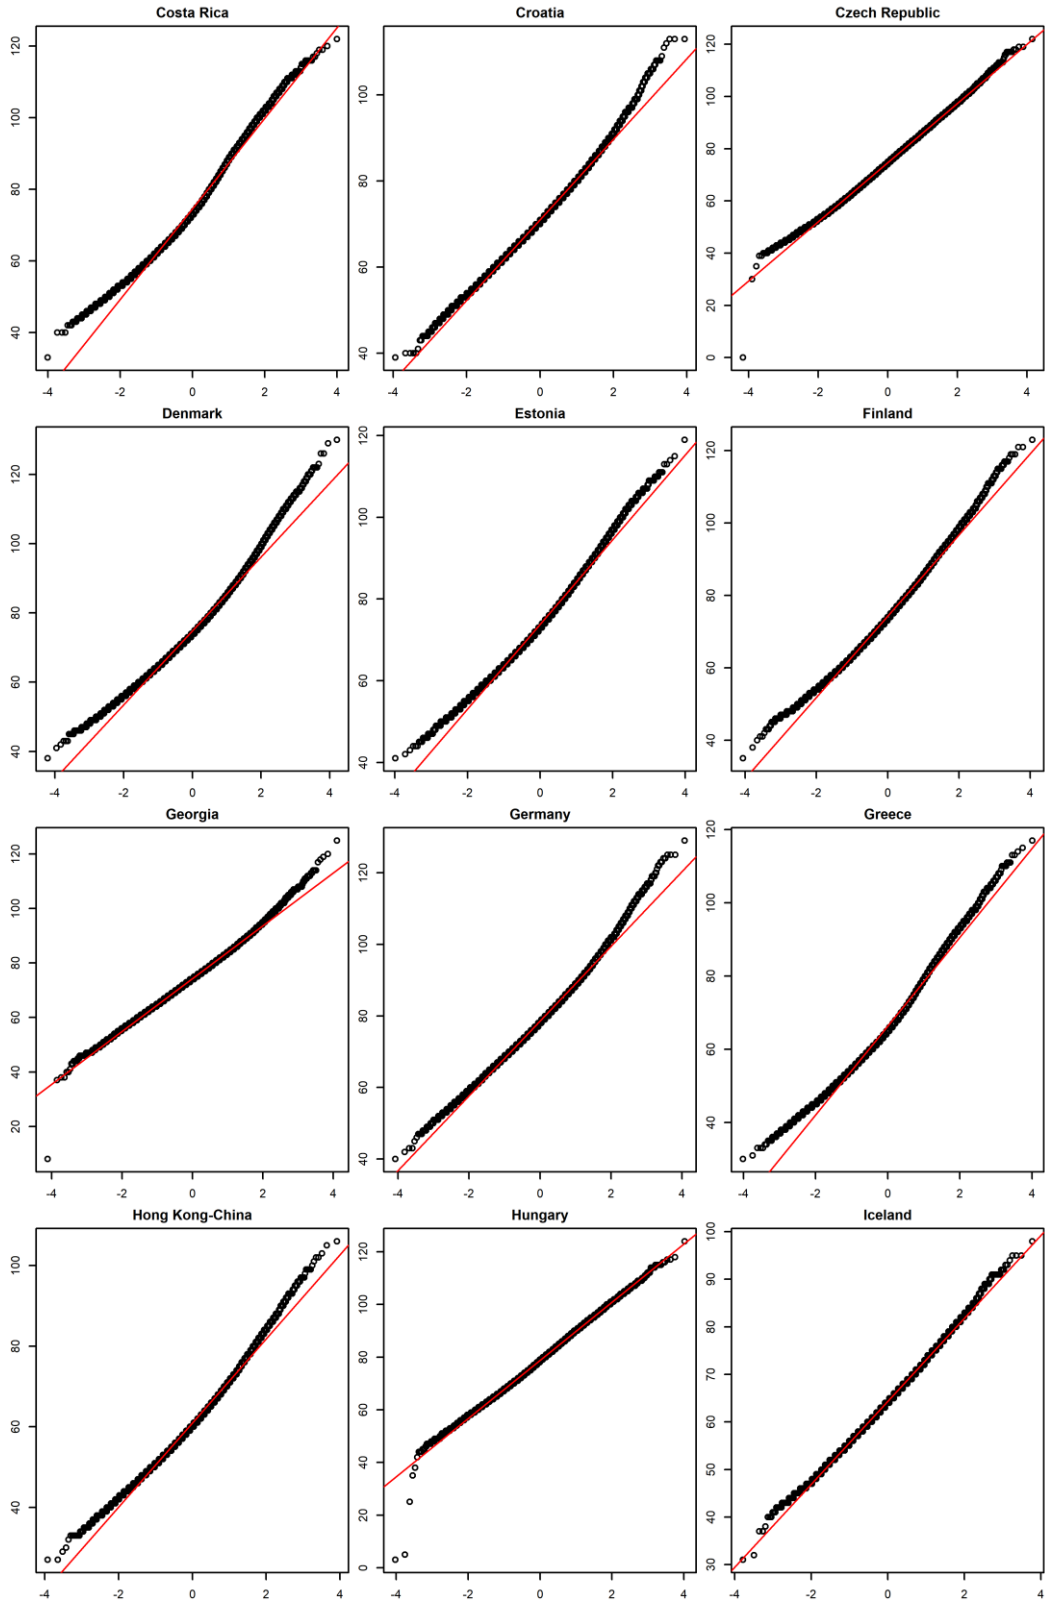 Costa Rica
40 60 80 100 120
-4 -2 0 2 4
Croatia
40 60 80 100
-4 -2 0 2 4
Czech Republic
0 20 40 60 80 100 120
-4 -2 0 2 4
Denmark
40 60 80 100 120
-4 -2 0 2 4
Estonia
40 60 80 100 120
-4 -2 0 2 4
Finland
40 60 80 100 120
-4 -2 0 2 4
Georgia
20 40 60 80 100 120
-4 -2 0 2 4
Germany
40 60 80 100 120
-4 -2 0 2 4
Greece
40 60 80 100 120
-4 -2 0 2 4
Hong Kong-China
40 60 80 100
-4 -2 0 2 4
Hungary
0 20 40 60 80 100 120
-4 -2 0 2 4
Iceland
30 40 50 60 70 80 90 100
-4 -2 0 2 4